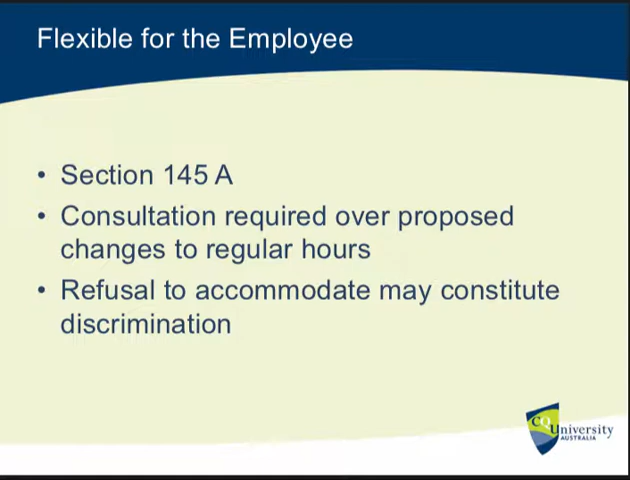 Flexible for the Employee
• Section 145 A
• Consultation required over proposed
changes to regular hours
• Refusal to accommodate may constitute
discrimination
CQUniversity
AUSTRALIA